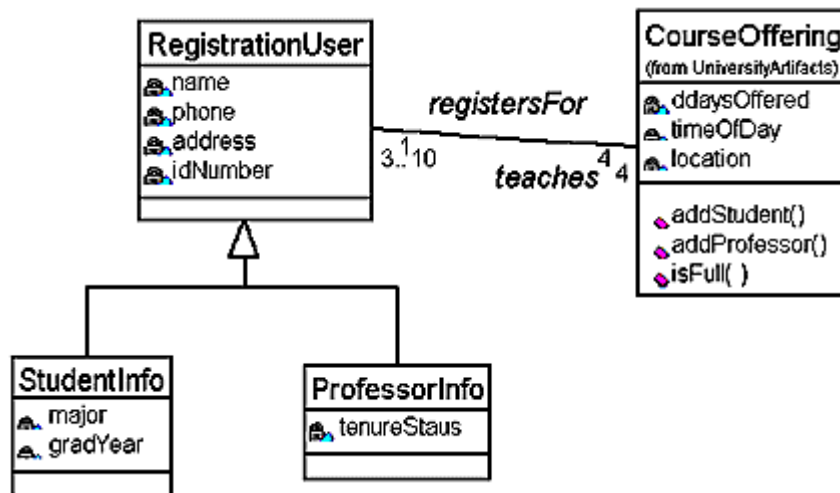 RegistrationUser
name
phone
address
idNumber
registersFor
3..10
1
teaches
4
4
CourseOffering
(from UniversityArtifacts)
ddaysOffered
timeOfDay
location
addStudent()
addProfessor()
isFull( )
StudentInfo
major
gradYear
ProfessorInfo
tenureStaus